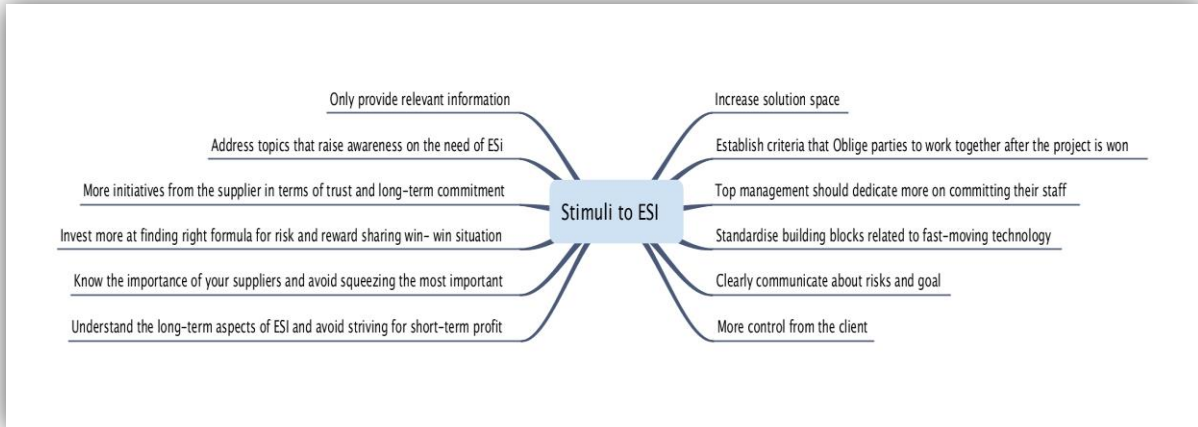 Only provide relevant information
Address topics that raise awareness on the need of ESi
More initiatives from the supplier in terms of trust and long-term commitment
Invest more at finding right formula for risk and reward sharing win- win situation
Know the importance of your suppliers and avoid squeezing the most important
Understand the long-term aspects of ESI and avoid striving for short-term profit
Stimuli to ESI
Increase solution space
Establish criteria that Oblige parties to work together after the project is won
Top management should dedicate more on committing their staff
Standardise building blocks related to fast-moving technology
Clearly communicate about risks and goal
More control from the client